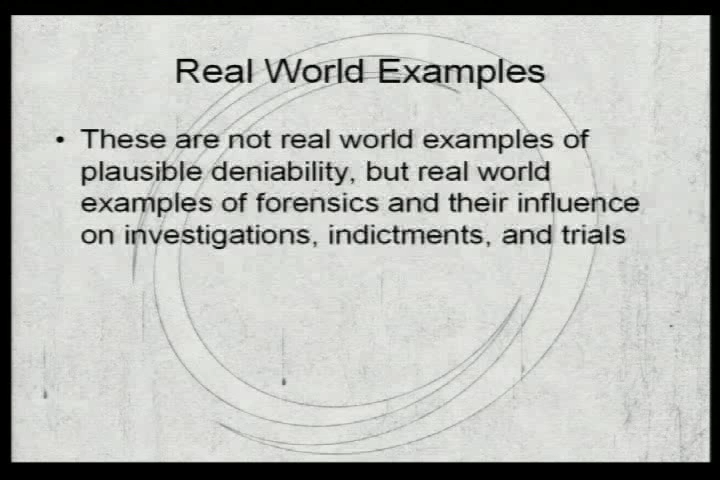 Real World Examples
• These are not real world examples of
plausible deniability, but real world
examples of forensics and their influence
on investigations, indictments, and trials